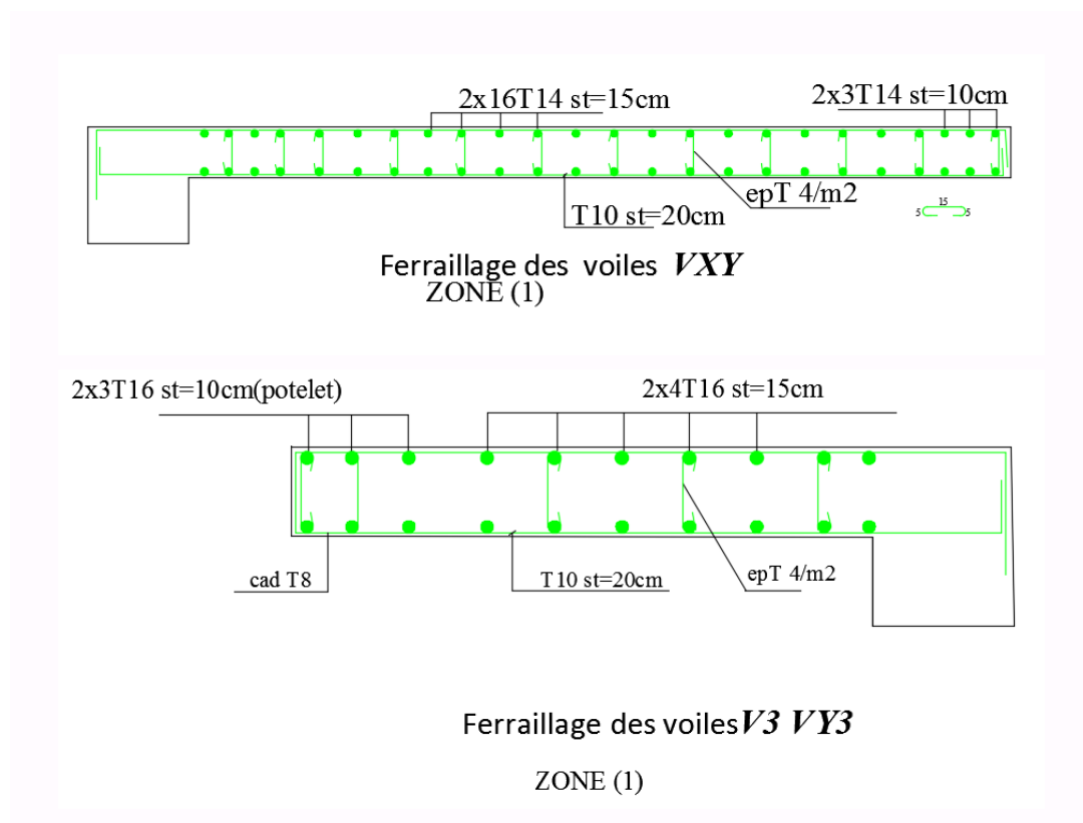 2x16T14 st=15cm
2x3T14 st=10cm
epT 4/m2
T10 st=20cm
15
5 5
Ferraillage des voiles VXY
ZONE (1)
2x3T16 st=10cm(potelet)
2x4T16 st=15cm
cad T8
T10 st=20cm
epT 4/m2
Ferraillage des voiles V3 VY3
ZONE (1)